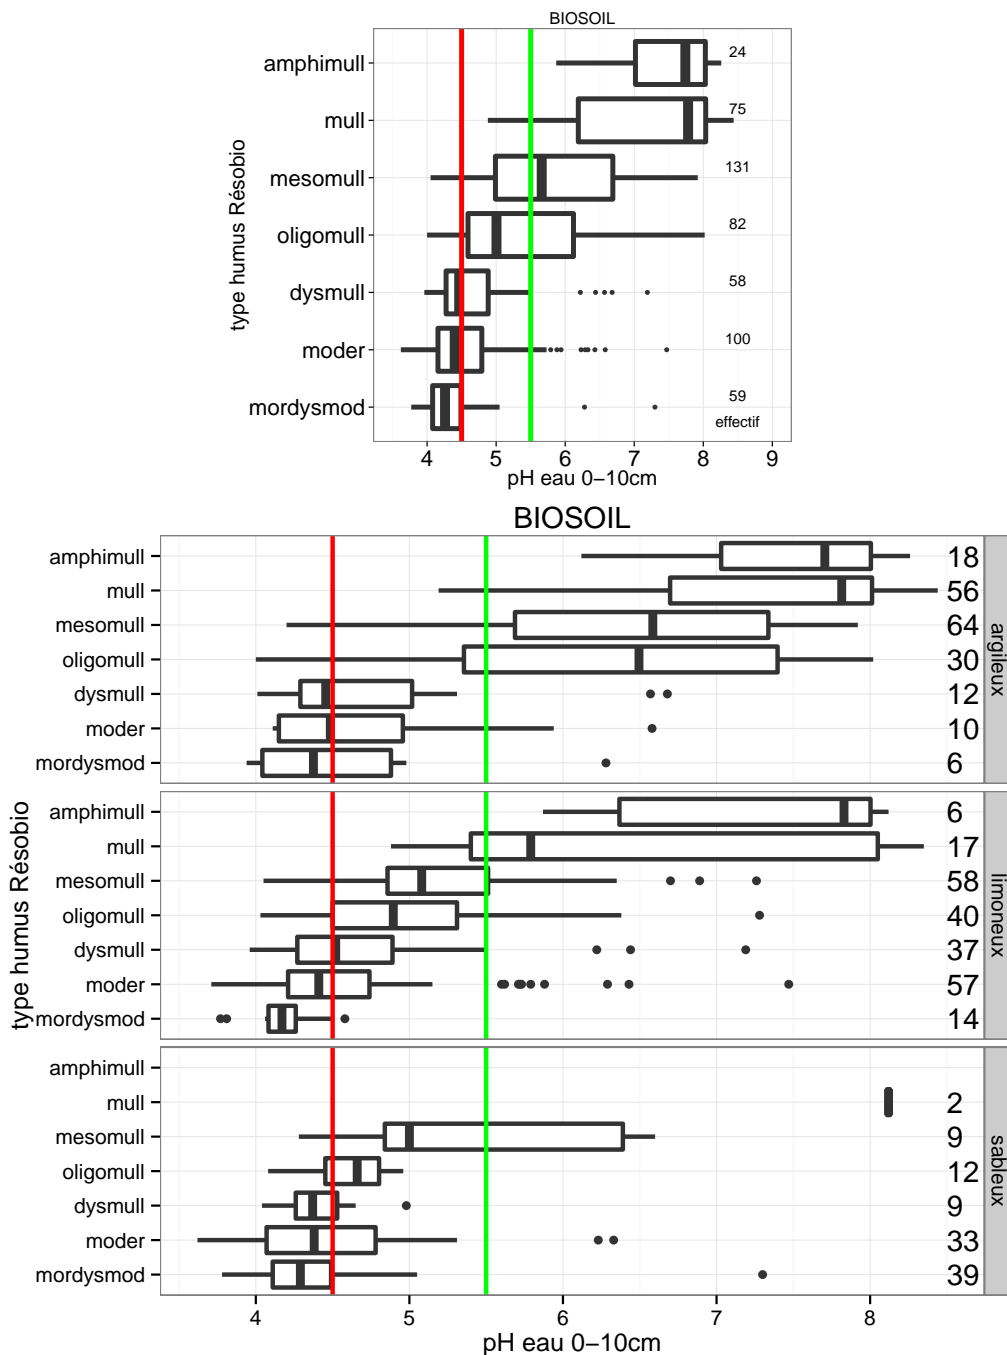 BIOSOIL
amphimull 24
mull 75
mesomull 131
oligomull 82
dysmull 58
moder 100
mordysmod 59
effectif
type humus Résobio
4 5 6 7 8 9
pH eau 0−10cm
BIOSOIL
amphimull 18
mull 56
mesomull 64
oligomull 30
dysmull 12
moder 10
mordysmod 6
argileux
amphimull 6
mull 17
mesomull 58
oligomull 40
dysmull 37
moder 57
mordysmod 14
limoneux
amphimull
mull 2
mesomull 9
oligomull 12
dysmull 9
moder 33
mordysmod 39
sableux
type humus Résobio
4 5 6 7 8
pH eau 0−10cm